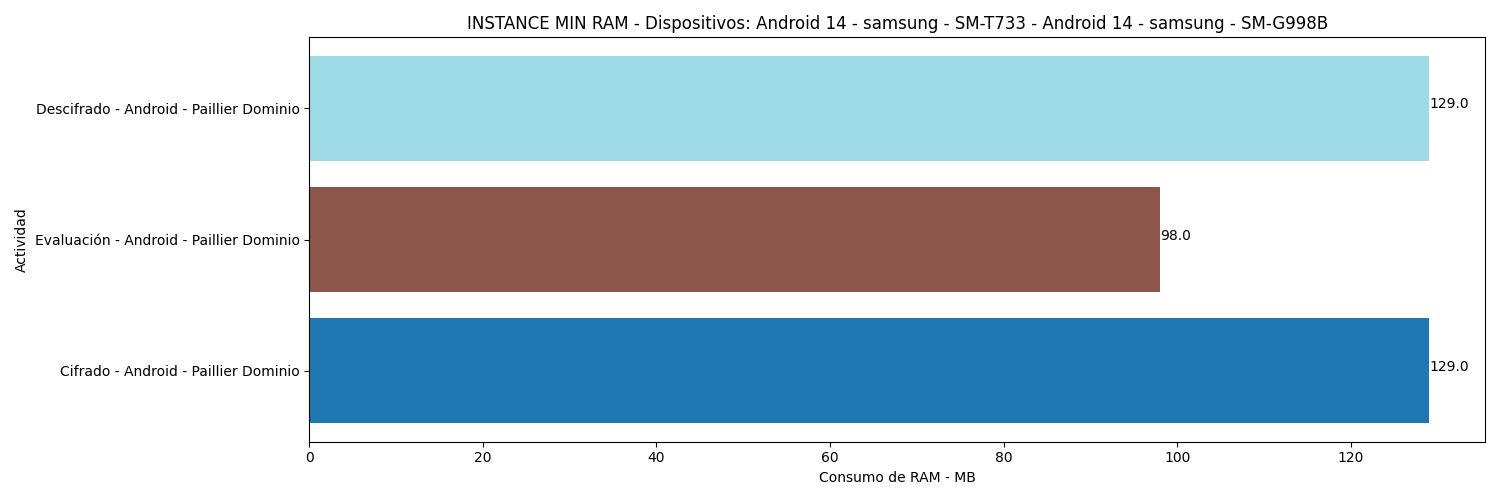 INSTANCE MIN RAM - Dispositivos: Android 14 - samsung - SM-T733 - Android 14 - samsung - SM-G998B
Actividad
Descifrado - Android - Paillier Dominio
129.0
Evaluación - Android - Paillier Dominio
98.0
Cifrado - Android - Paillier Dominio
129.0
0 20 40 60 80 100 120
Consumo de RAM - MB